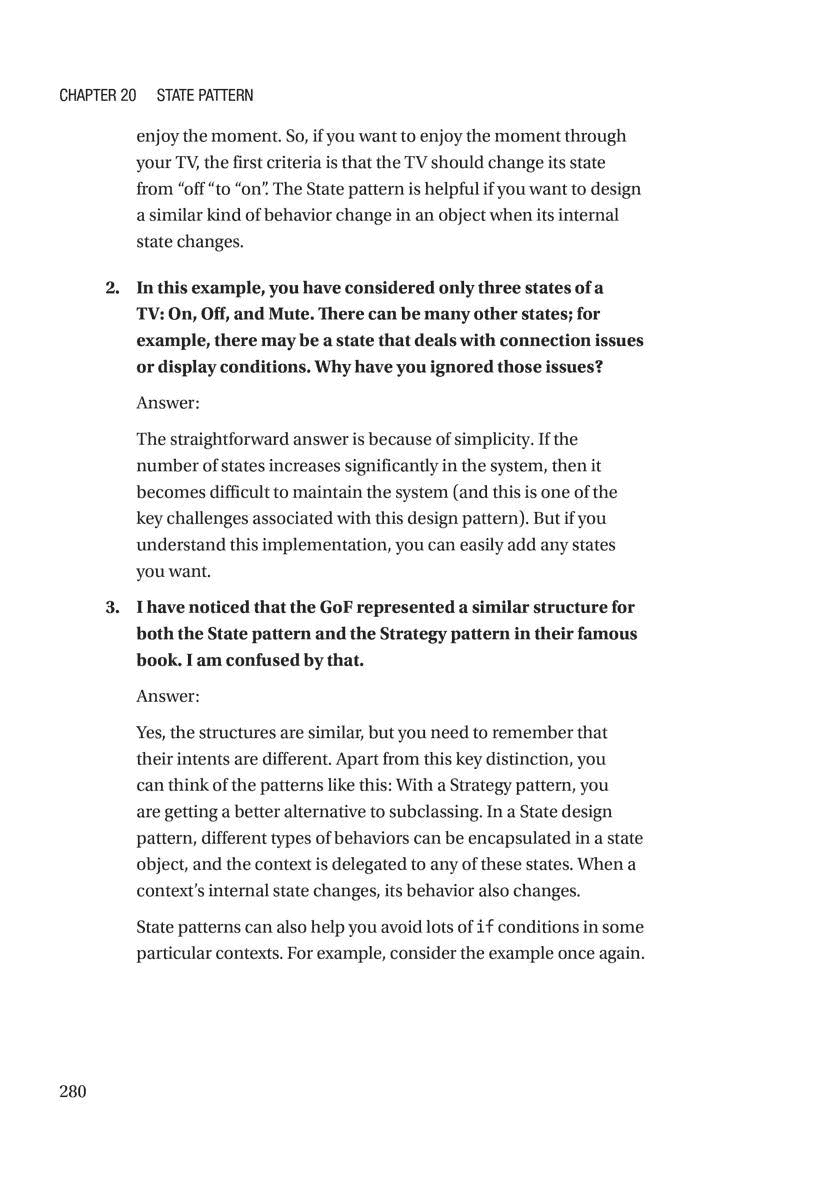 CHAPTER 20 STATE PATTERN
enjoy the moment. So, if you want to enjoy the moment through
your TV, the first criteria is that the TV should change its state
from “off “to “on”. The State pattern is helpful if you want to design
a similar kind of behavior change in an object when its internal
state changes.
2. In this example, you have considered only three states of a
TV: On, Off, and Mute. There can be many other states; for
example, there may be a state that deals with connection issues
or display conditions. Why have you ignored those issues?
Answer:
The straightforward answer is because of simplicity. If the
number of states increases significantly in the system, then it
becomes difficult to maintain the system (and this is one of the
key challenges associated with this design pattern). But if you
understand this implementation, you can easily add any states
you want.
3. I have noticed that the GoF represented a similar structure for
both the State pattern and the Strategy pattern in their famous
book. I am confused by that.
Answer:
Yes, the structures are similar, but you need to remember that
their intents are different. Apart from this key distinction, you
can think of the patterns like this: With a Strategy pattern, you
are getting a better alternative to subclassing. In a State design
pattern, different types of behaviors can be encapsulated in a state
object, and the context is delegated to any of these states. When a
context’s internal state changes, its behavior also changes.
State patterns can also help you avoid lots of if conditions in some
particular contexts. For example, consider the example once again.
280